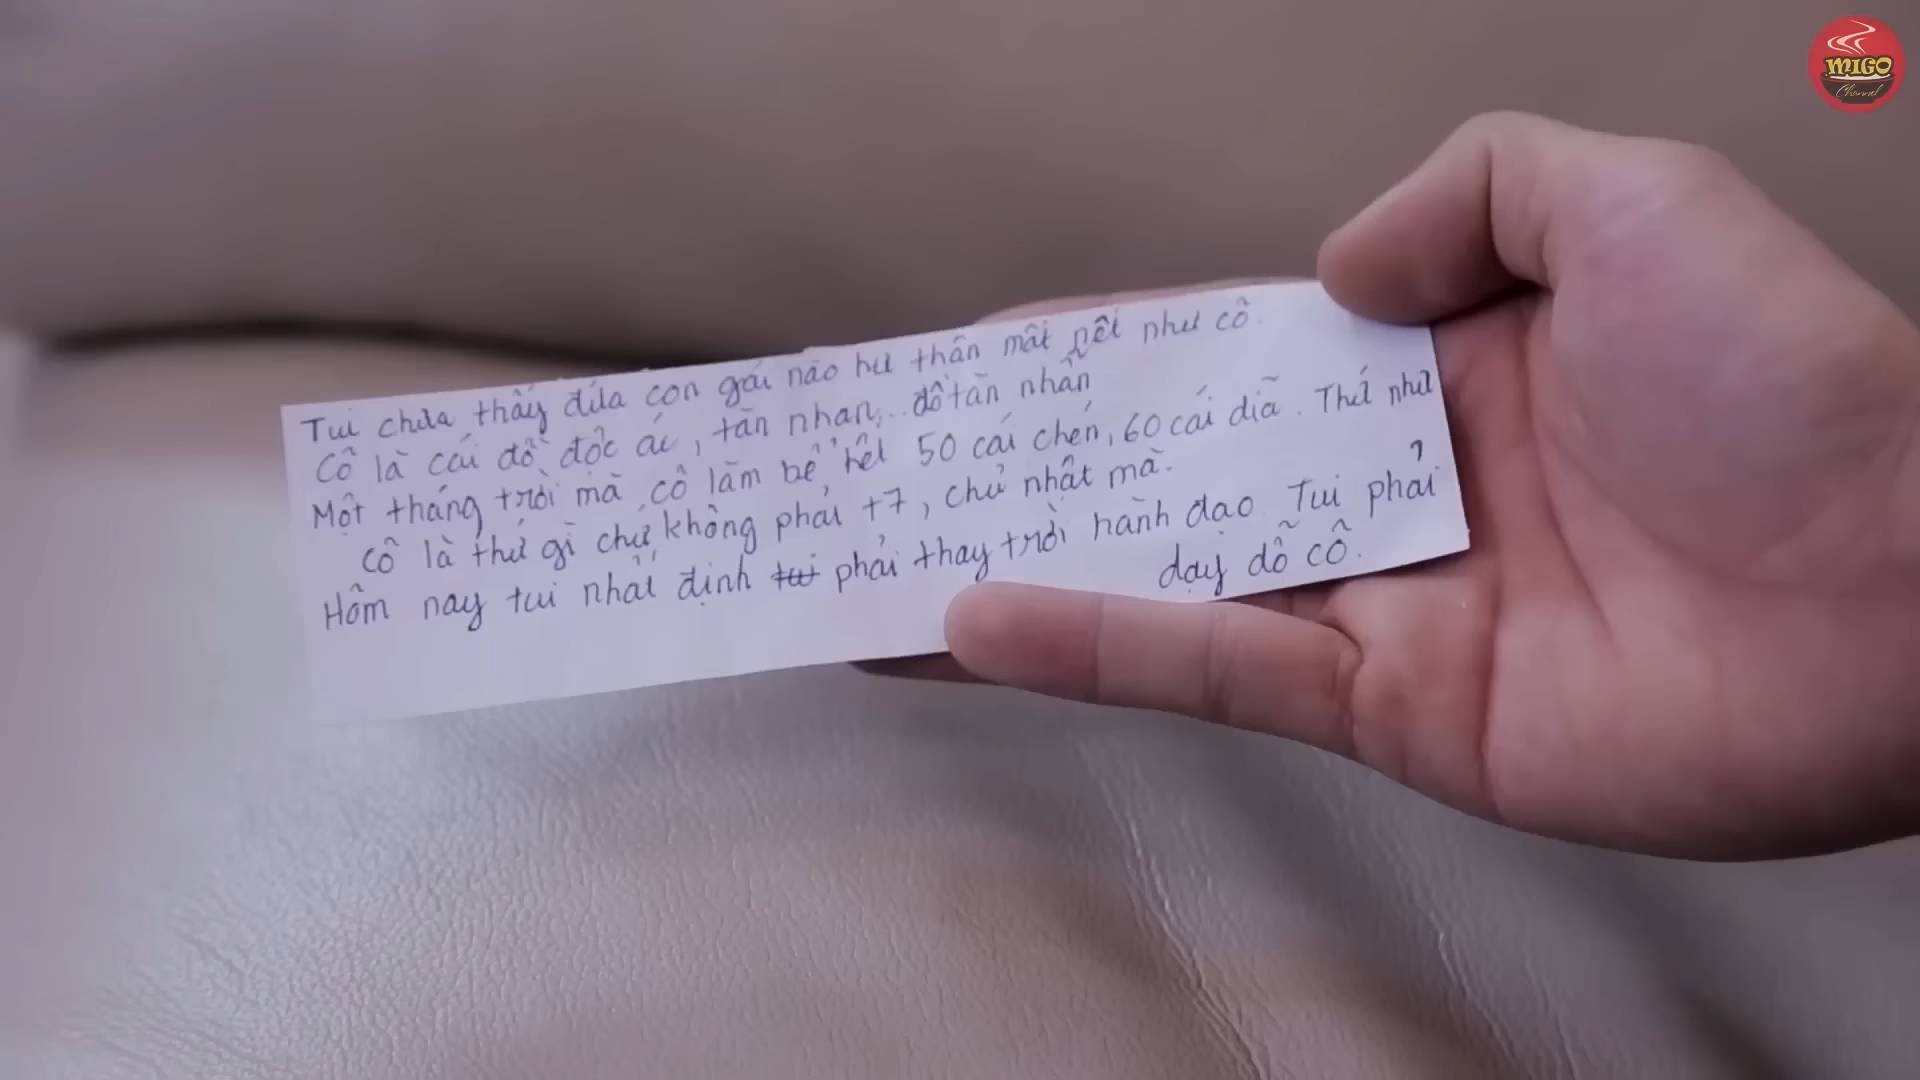 MIGO
Channel
Tui chưa thấy đứa con gái nào hư thân mất nết như cô.
Cô là cái đồ độc ác, tàn nhan,.. đồ tàn nhẫn
Một tháng trời mà cô làm bể hết 50 cái chén, 60 cái dĩa. Thứ như
cô là thứ gì chứ không phải t7, chủ nhật mà.
Hôm nay tui nhất định tui phải thay trời hành đạo. Tui phải
dạy dỗ cô.